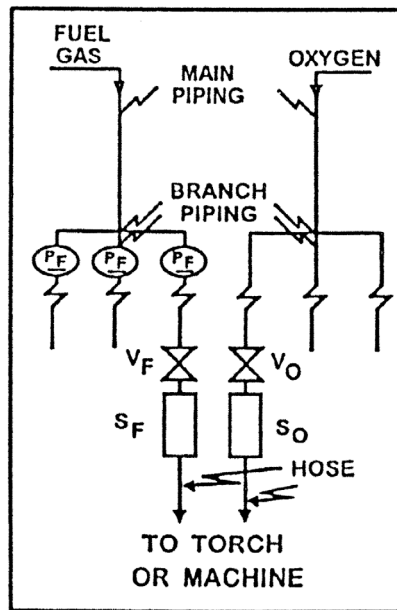 FUEL
GAS
OXYGEN
MAIN
PIPING
BRANCH
PIPING
PF PF PF
VF VO
SF SO
HOSE
TO TORCH
OR MACHINE